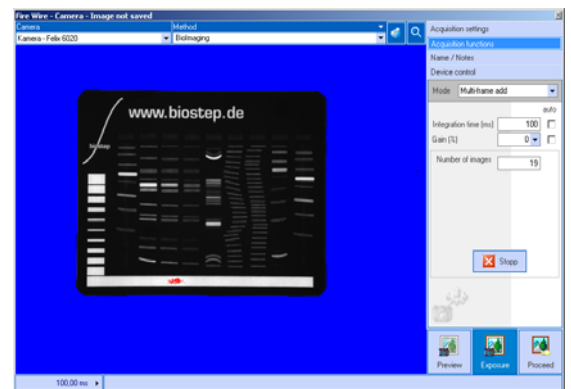 Fire Wire - Camera - Image not saved
Camera
Method
Kamera - Felix 6020
BioImaging
Acquisition settings
Acquisition functions
Name / Notes
Device control
Mode
Multi-frame add
auto
Integration time (ms)
100
Gain (%)
0
Number of images
19
Stopp
www.biostep.de
biostep
Preview
Exposure
Proceed
100,00 ms